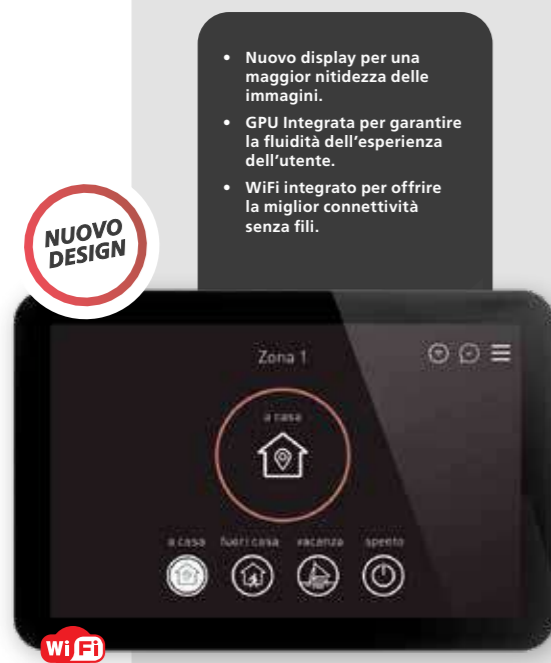 • Nuovo display per una
maggior nitidezza delle
immagini.
• GPU Integrata per garantire
la fluidità dell'esperienza
dell'utente.
• WiFi integrato per offrire
la miglior connettività
senza fili.
NUOVO
DESIGN
Zona 1
a casa
a casa fuori casa vacanza spento
Wi Fi